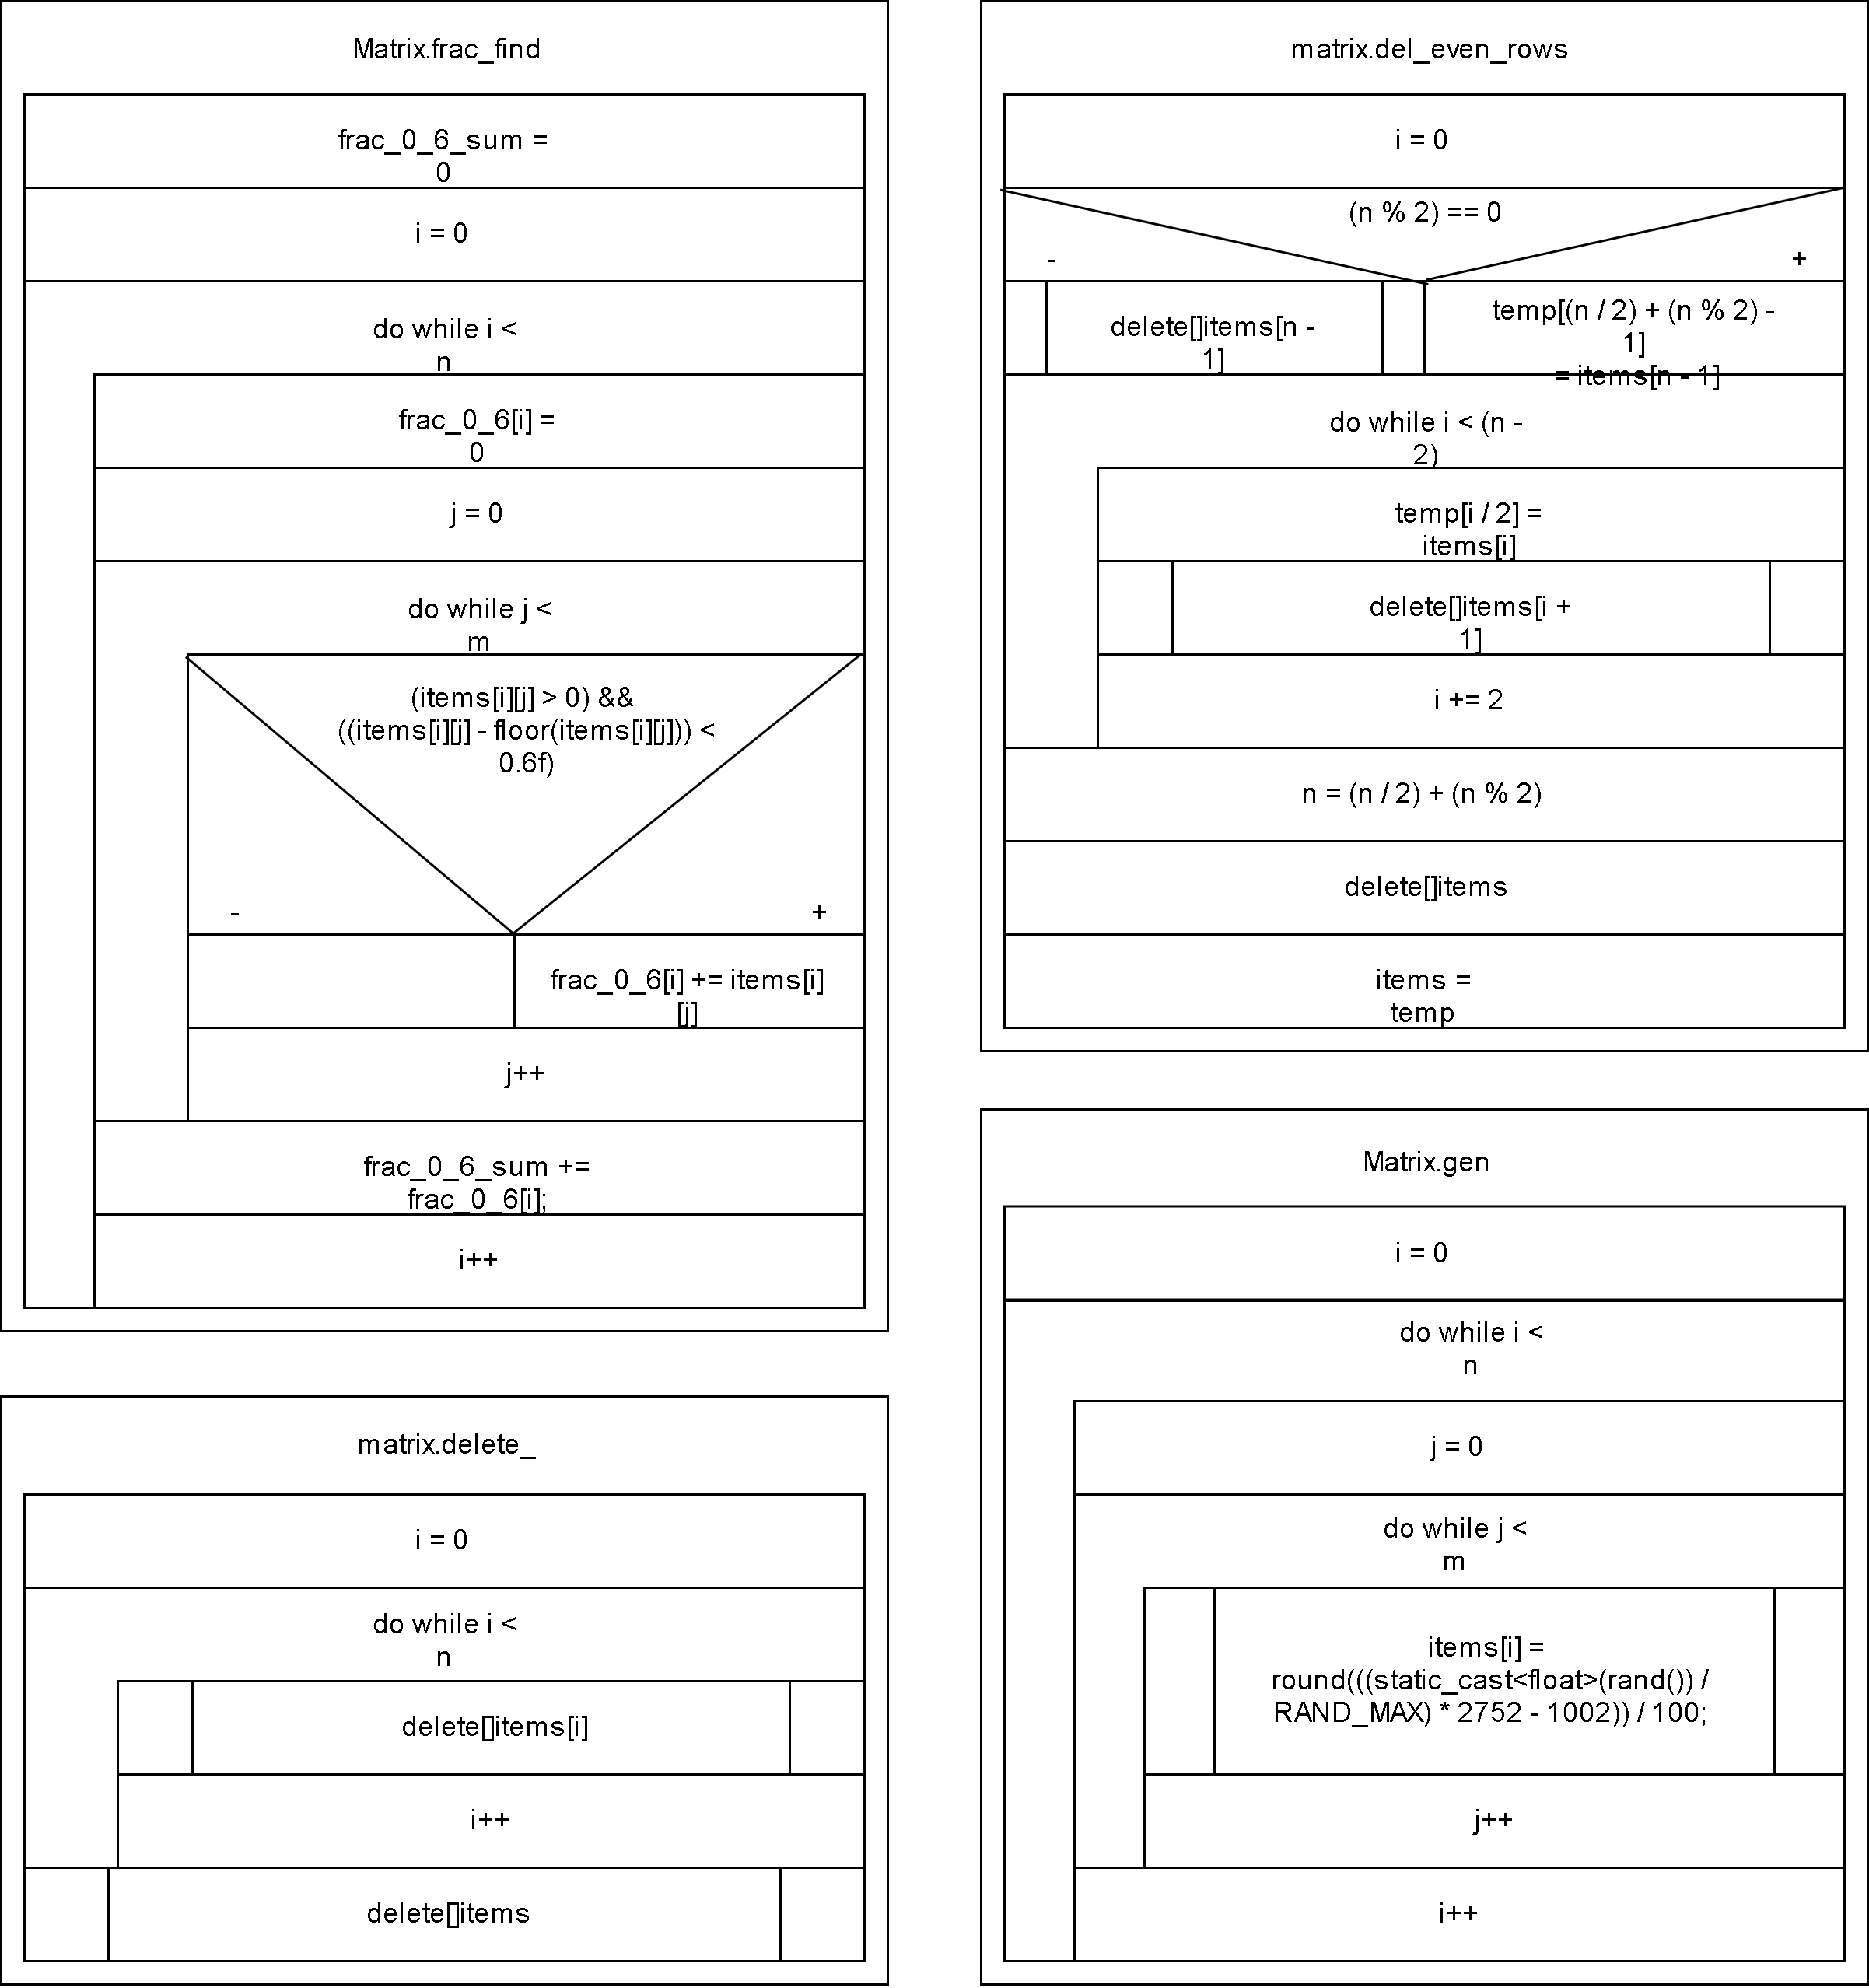 Matrix.frac_find
frac_0_6_sum =
0
i = 0
do while i <
n
frac_0_6[i] =
0
j = 0
do while j <
m
(items[i][j] > 0) &&
((items[i][j] - floor(items[i][j])) <
0.6f)
-
+
frac_0_6[i] += items[i]
[j]
j++
frac_0_6_sum +=
frac_0_6[i];
i++
matrix.delete_
i = 0
do while i <
n
delete[]items[i]
i++
delete[]items
matrix.del_even_rows
i = 0
(n % 2) == 0
-
+
delete[]items[n -
1]
temp[(n / 2) + (n % 2) -
1]
= items[n - 1]
do while i < (n -
2)
temp[i / 2] =
items[i]
delete[]items[i +
1]
i += 2
n = (n / 2) + (n % 2)
delete[]items
items =
temp
Matrix.gen
i = 0
do while i <
n
j = 0
do while j <
m
items[i] =
round(((static_cast<float>(rand()) /
RAND_MAX) * 2752 - 1002)) / 100;
j++
i++